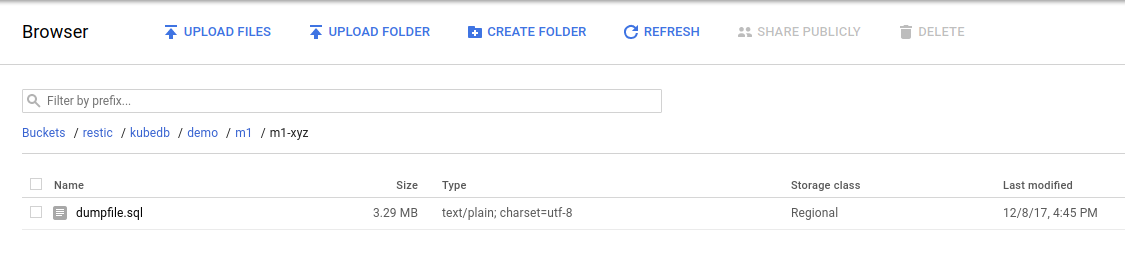 Browser UPLOAD FILES UPLOAD FOLDER CREATE FOLDER REFRESH SHARE PUBLICLY DELETE
Filter by prefix...
Buckets / restic / kubedb / demo / m1 / m1-xyz
Name Size Type Storage class Last modified
dumpfile.sql 3.29 MB text/plain; charset=utf-8 Regional 12/8/17, 4:45 PM